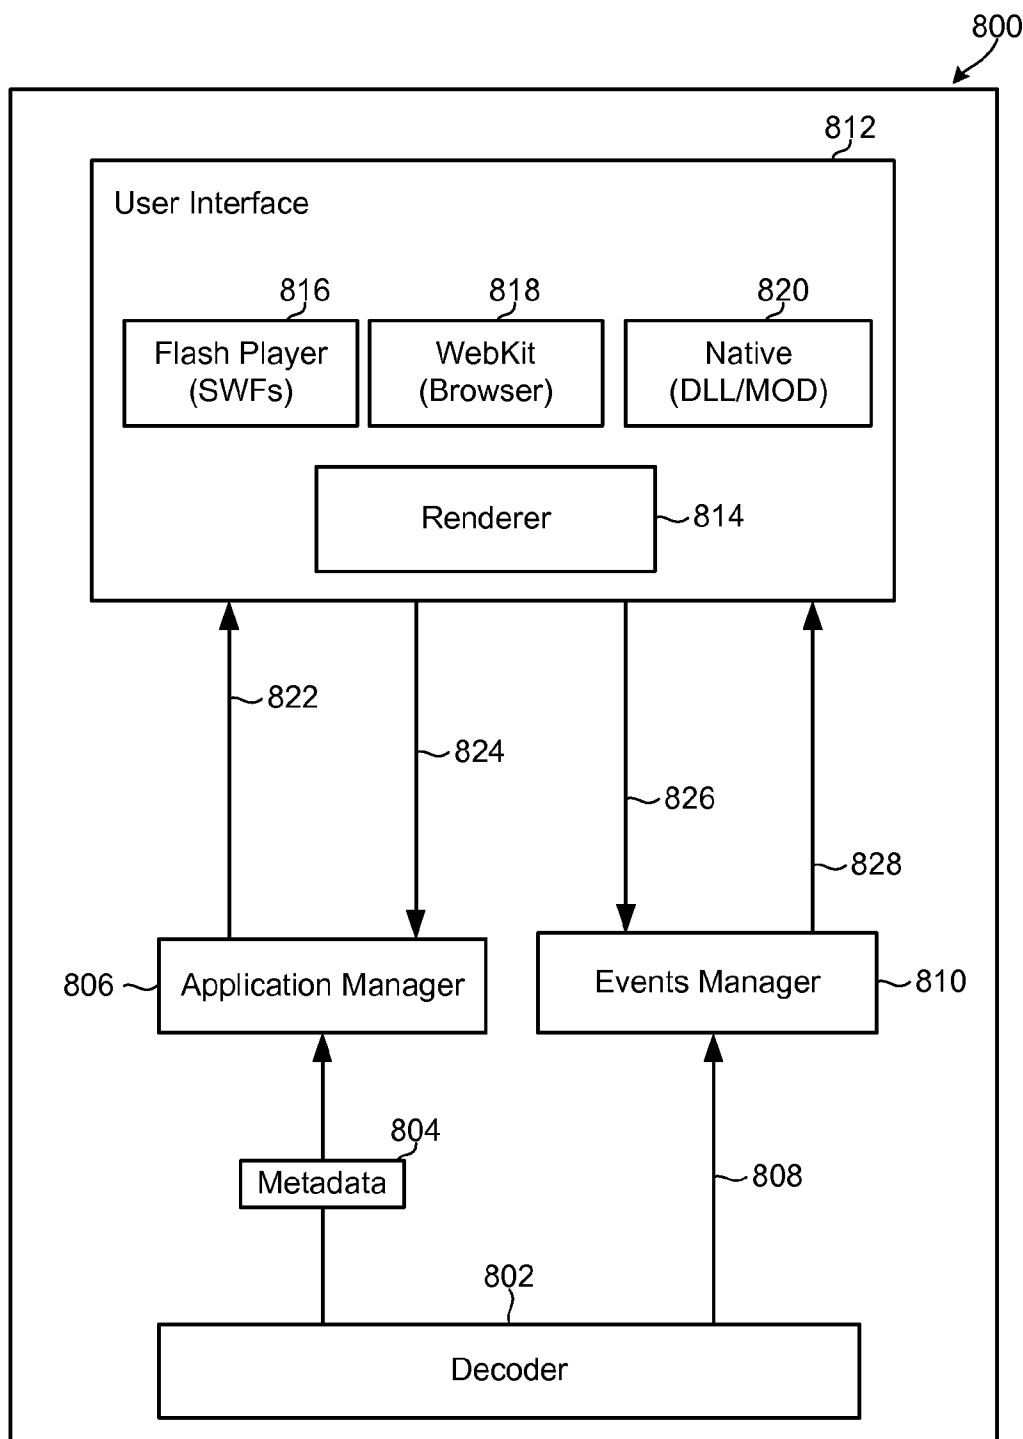 800
812
User Interface
816
818
820
Flash Player
(SWFs)
WebKit
(Browser)
Native
(DLL/MOD)
Renderer
814
822
824
826
828
806
Application Manager
Events Manager
810
804
Metadata
808
802
Decoder